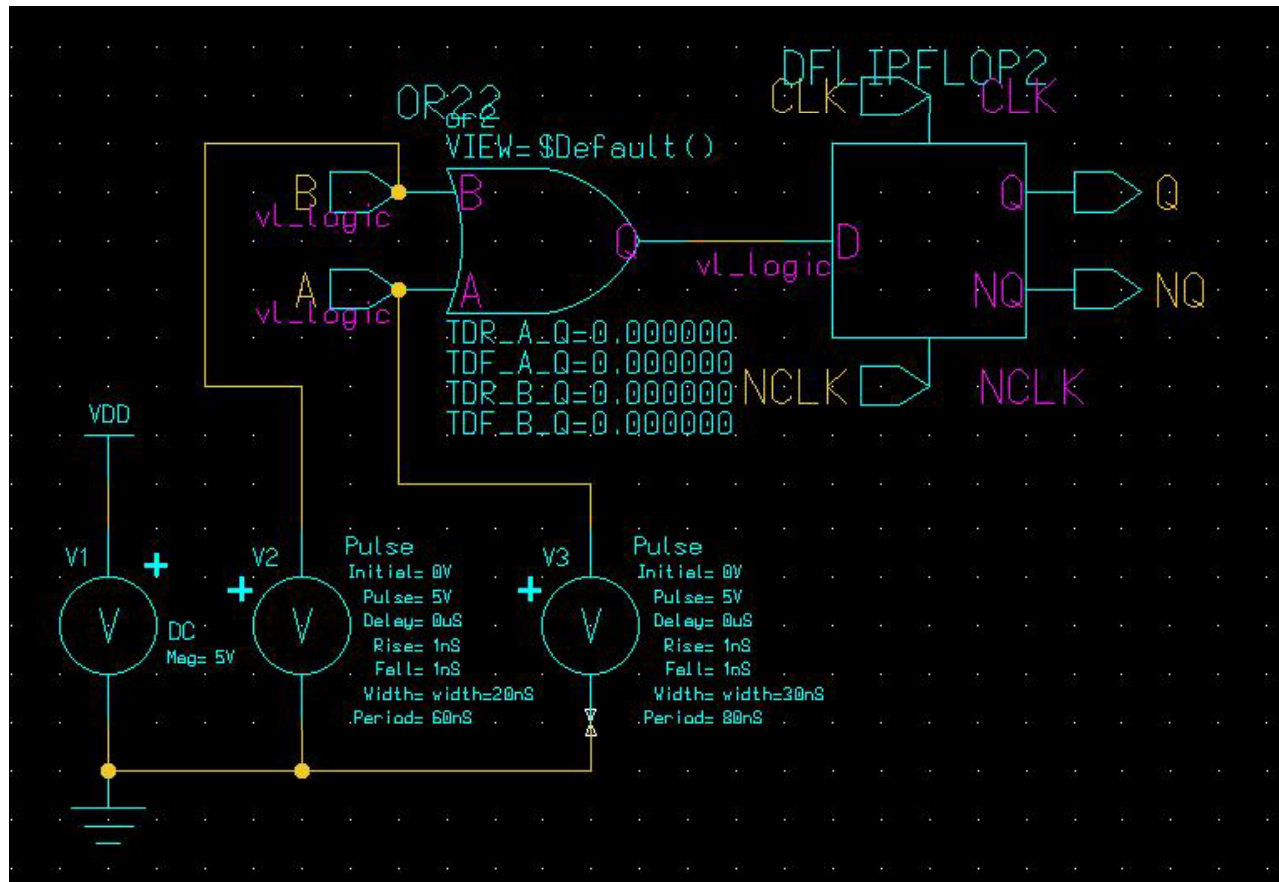 DFLIPFLOP2
CLK CLK
OR22
or2
VIEW=$Default()
B B
vl_logic
Q
vl_logic
D
Q Q
A A
vl_logic
NQ NQ
TDR_A_Q=0.000000
TDF_A_Q=0.000000
TDR_B_Q=0.000000
TDF_B_Q=0.000000
NCLK NCLK
VDD
V1
V
DC
Mag= 5V
V2
V
Pulse
Initial= 0V
Pulse= 5V
Delay= 0uS
Rise= 1nS
Fall= 1nS
Width= width=20nS
Period= 60nS
V3
V
Pulse
Initial= 0V
Pulse= 5V
Delay= 0uS
Rise= 1nS
Fall= 1nS
Width= width=30nS
Period= 80nS